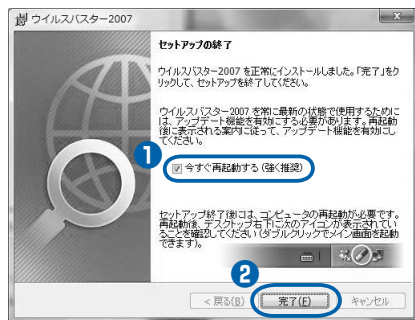 ウイルスバスター2007
セットアップの終了
ウイルスバスター2007 を正常にインストールしました。「完了」をク
リックして、セットアップを終了してください。
ウイルスバスター2007 を常に最新の状態で使用するために
は、アップデート機能を有効にする必要があります。再起動
後に表示される案内に従って、アップデート機能を有効にし
てください。
1
今すぐ再起動する (強く推奨)
セットアップ終了後には、コンピュータの再起動が必要です。
再起動後、デスクトップ右下に次のアイコンが表示されてい
ることを確認してください (ダブルクリックでメイン画面を起動
できます)。
2
< 戻る(B)
完了(F)
キャンセル